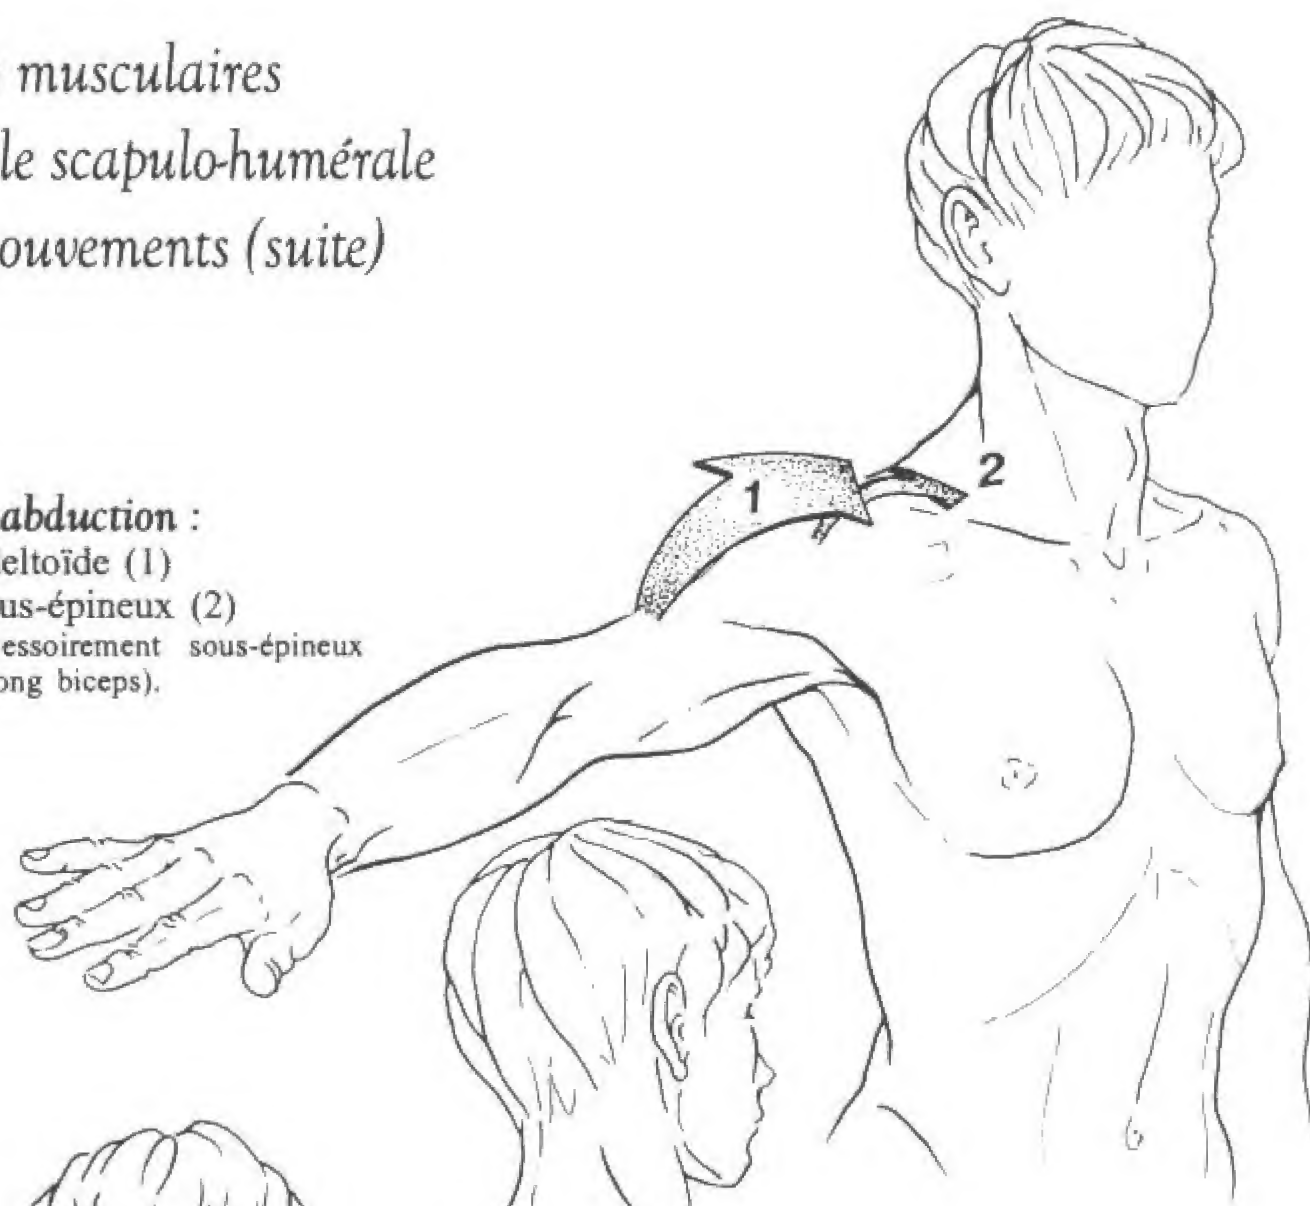 musculaires
le scapulo-humérale
ouvements (suite)
abduction :
eltoïde (1)
us-épineux (2)
essoirement sous-épineux
ong biceps).
1
2